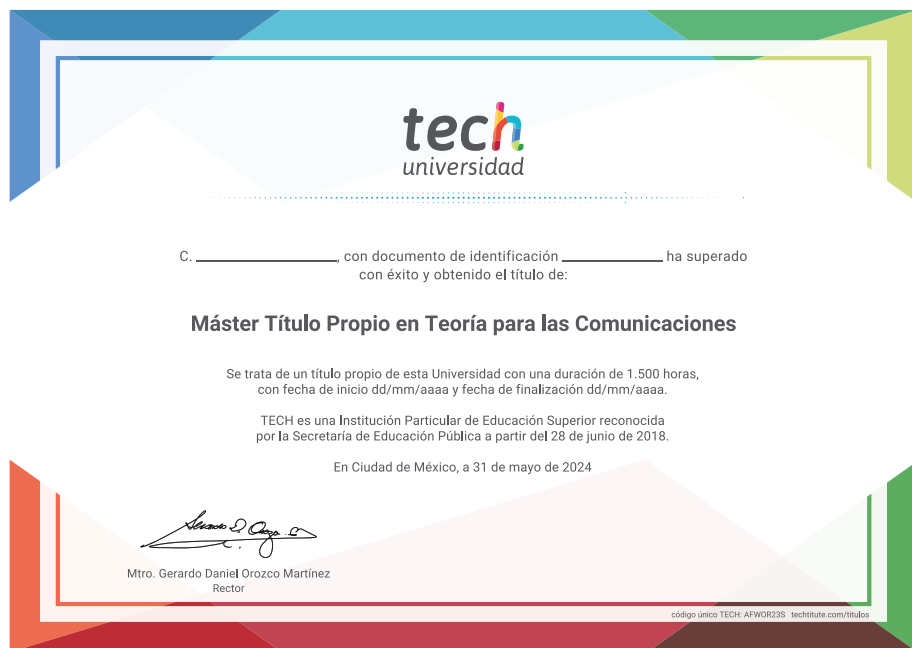 tech
universidad
C. ____________________, con documento de identificación ______________ ha superado
con éxito y obtenido el título de:
Máster Título Propio en Teoría para las Comunicaciones
Se trata de un título propio de esta Universidad con una duración de 1.500 horas,
con fecha de inicio dd/mm/aaaa y fecha de finalización dd/mm/aaaa.
TECH es una Institución Particular de Educación Superior reconocida
por la Secretaría de Educación Pública a partir del 28 de junio de 2018.
En Ciudad de México, a 31 de mayo de 2024
Mtro. Gerardo Daniel Orozco Martínez
Rector
código único TECH: AFWOR23S techtitute.com/titulos